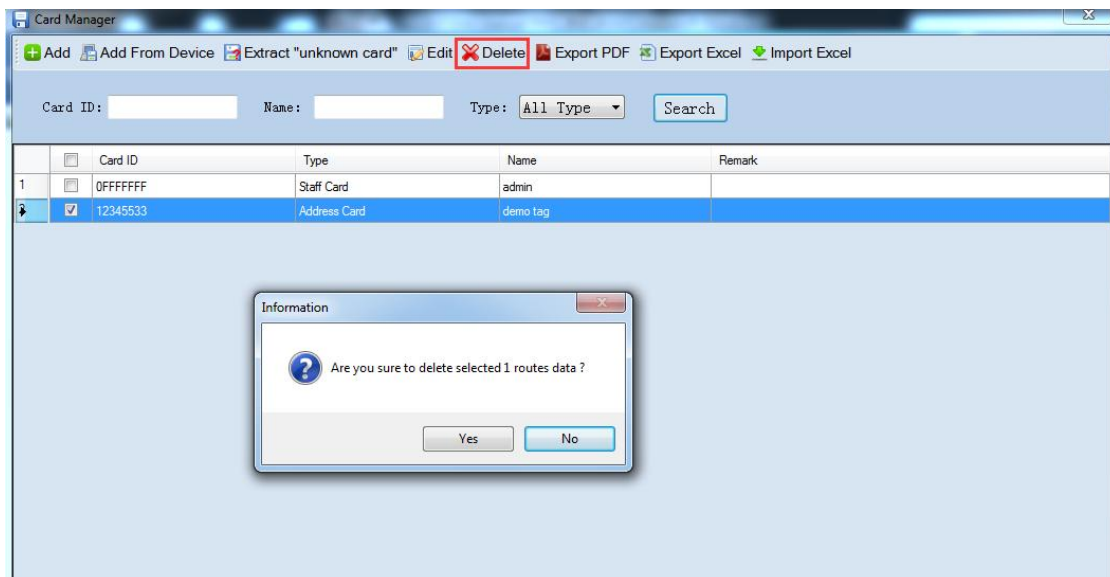 Card Manager
Add Add From Device Extract "unknown card" Edit Delete Export PDF Export Excel Import Excel
Card ID: Name: Type: All Type Search
Card ID Type Name Remark
1 0FFFFFFF Staff Card admin
12345533 Address Card demo tag
Information
Are you sure to delete selected 1 routes data ?
Yes No